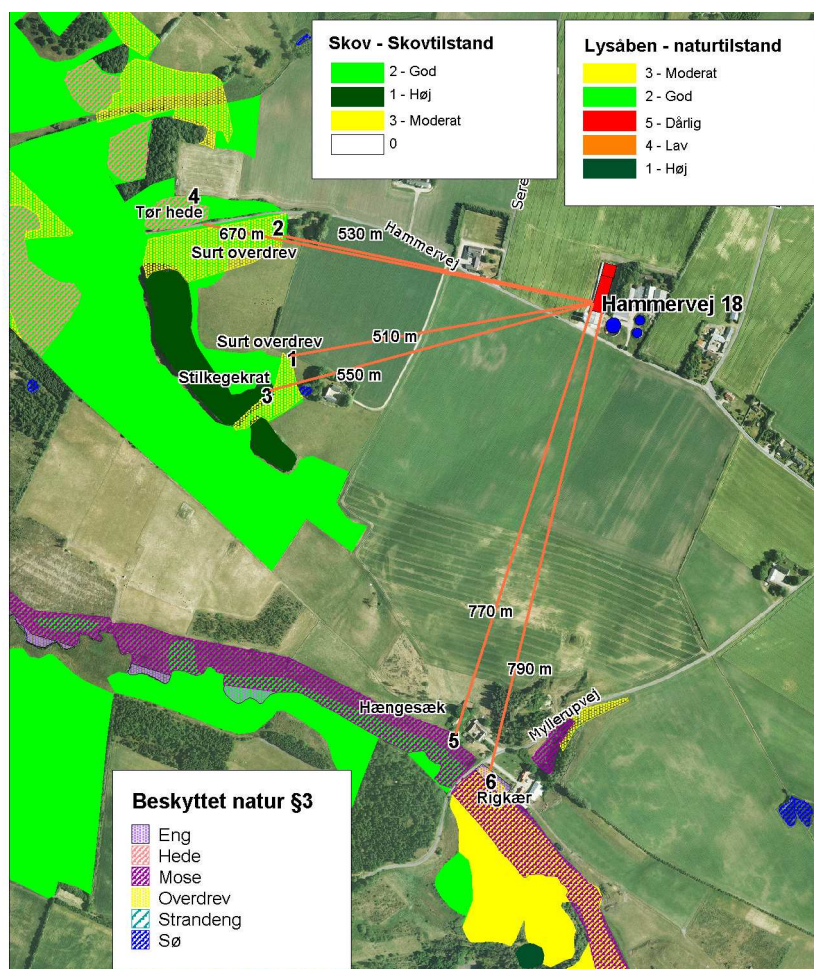 Skov - Skovtilstand
2 - God
1 - Høj
3 - Moderat
0
Lysåben - naturtilstand
3 - Moderat
2 - God
5 - Dårlig
4 - Lav
1 - Høj
4
Tør hede
670 m
2
530 m
Hammervej
Surt overdrev
Hammervej 18
Surt overdrev
1
510 m
Stilkegekrat
3
550 m
770 m
790 m
Hængesæk
5
Myllerupvej
6
Rigkær
Beskyttet natur §3
Eng
Hede
Mose
Overdrev
Strandeng
Sø